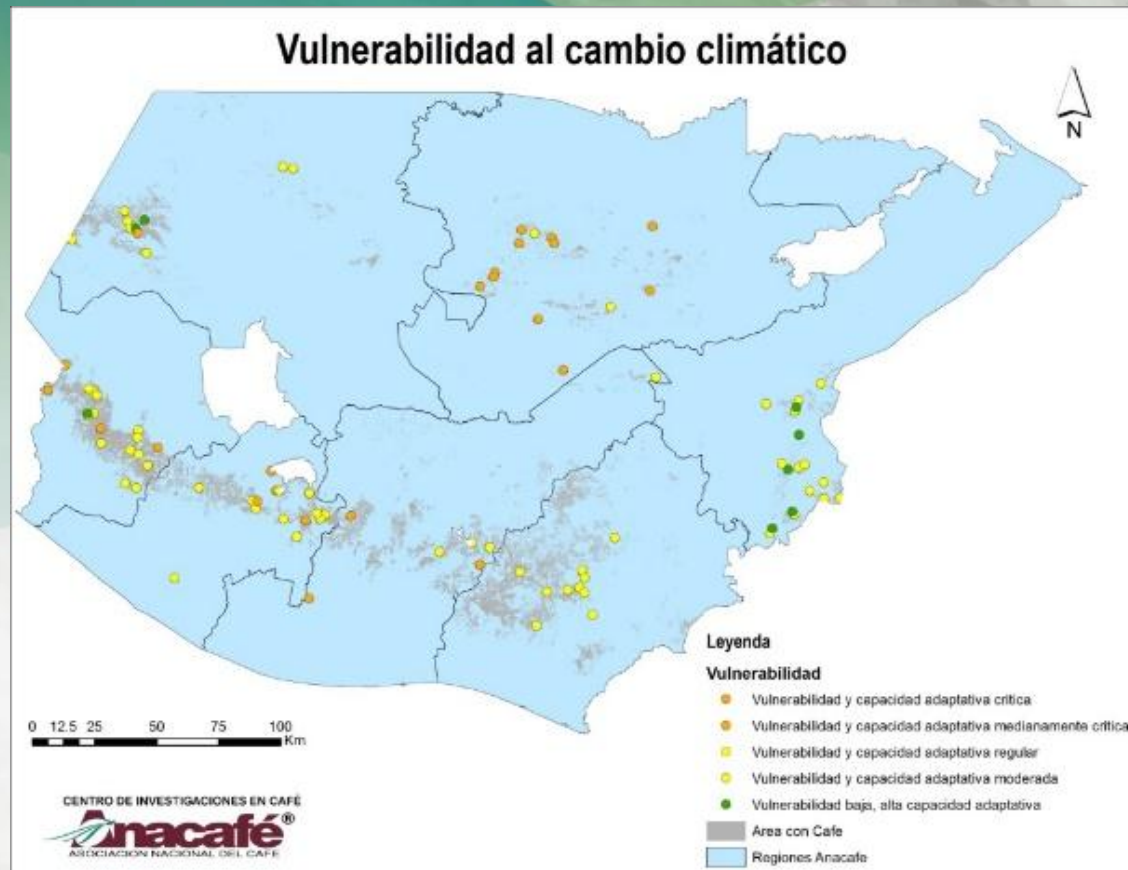 Vulnerabilidad al cambio climático
N
Leyenda
Vulnerabilidad
Vulnerabilidad y capacidad adaptativa crítica
Vulnerabilidad y capacidad adaptativa medianamente crítica
Vulnerabilidad y capacidad adaptativa regular
Vulnerabilidad y capacidad adaptativa moderada
Vulnerabilidad baja, alta capacidad adaptativa
Area con Cafe
Regiones Anacafe
0 12.5 25 50 75 100
Km
CENTRO DE INVESTIGACIONES EN CAFÉ
Anacafé®
ASOCIACION NACIONAL DEL CAFE